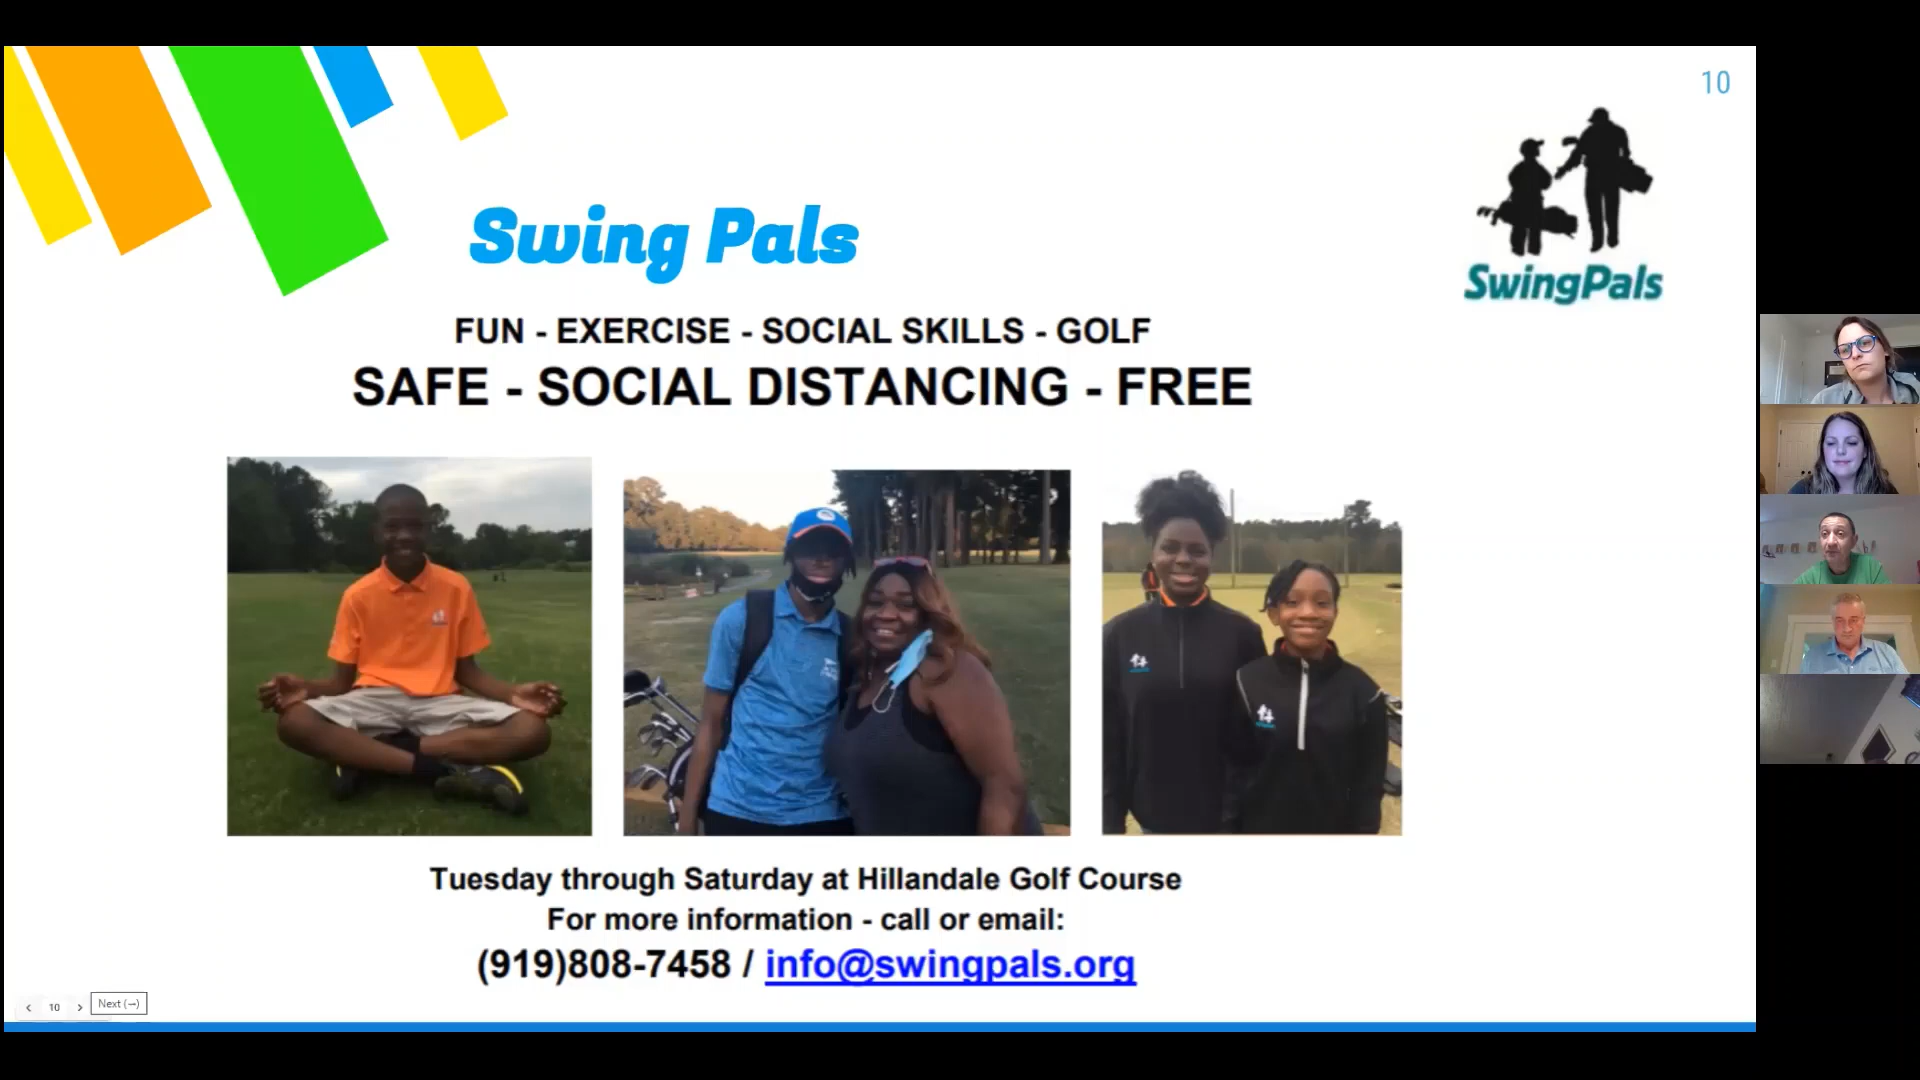 10
Swing Pals
SwingPals
FUN - EXERCISE - SOCIAL SKILLS - GOLF
SAFE - SOCIAL DISTANCING - FREE
Tuesday through Saturday at Hillandale Golf Course
For more information - call or email:
(919)808-7458 / info@swingpals.org
< 10 > Next (→)